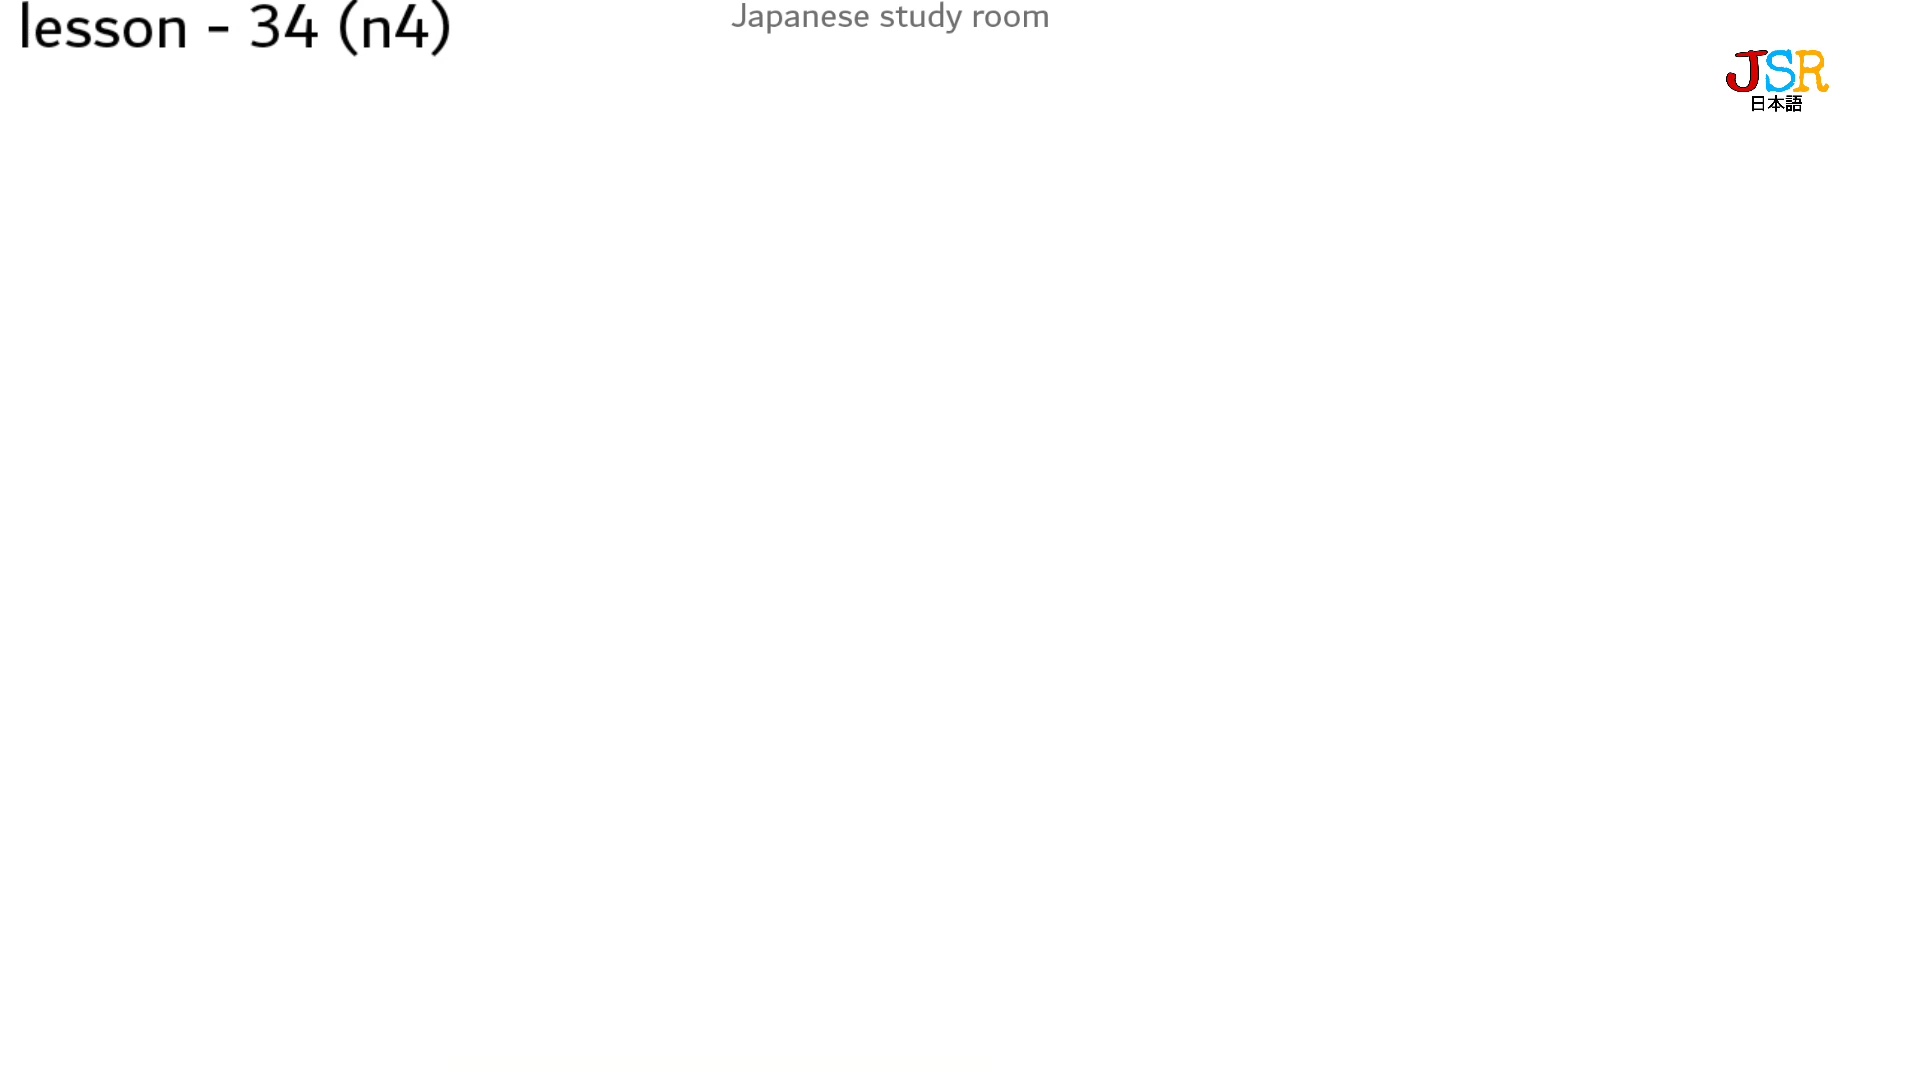 lesson - 34 (n4)
Japanese study room
JSR
日本語